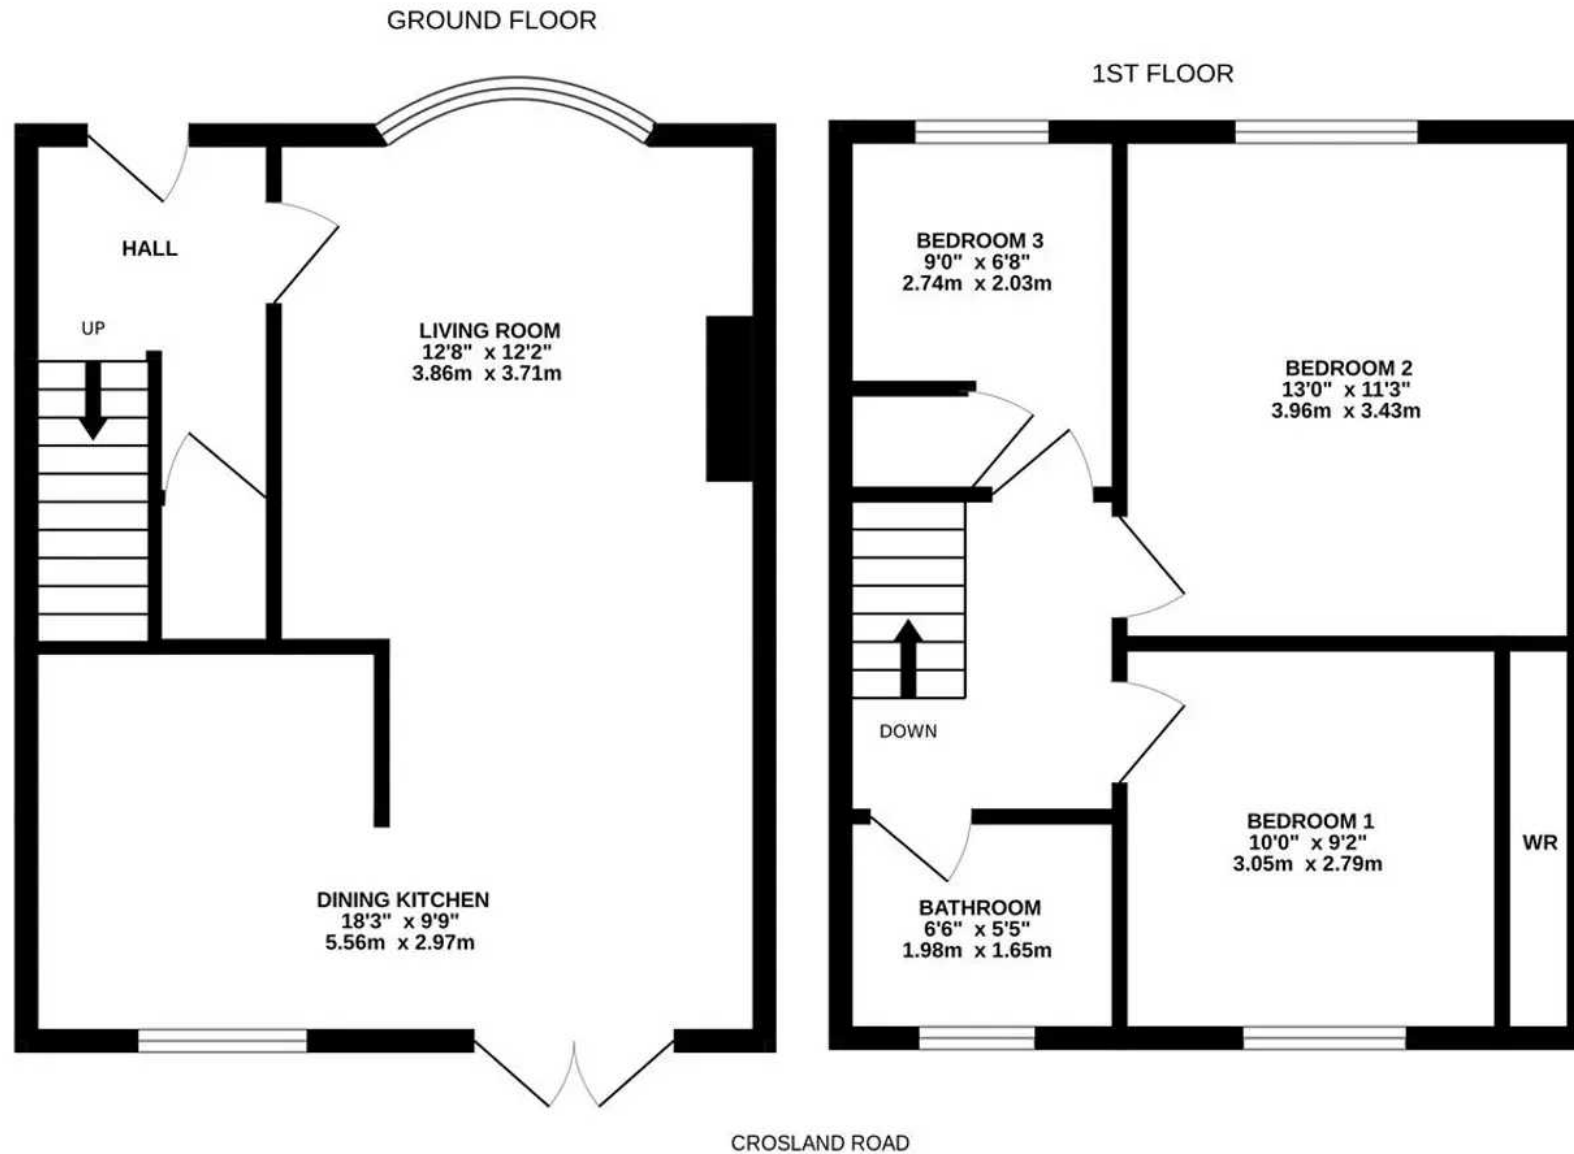 GROUND FLOOR
HALL
UP
LIVING ROOM
12'8" x 12'2"
3.86m x 3.71m
DINING KITCHEN
18'3" x 9'9"
5.56m x 2.97m
1ST FLOOR
BEDROOM 3
9'0" x 6'8"
2.74m x 2.03m
BEDROOM 2
13'0" x 11'3"
3.96m x 3.43m
DOWN
BEDROOM 1
10'0" x 9'2"
3.05m x 2.79m
WR
BATHROOM
6'6" x 5'5"
1.98m x 1.65m
CROSLAND ROAD